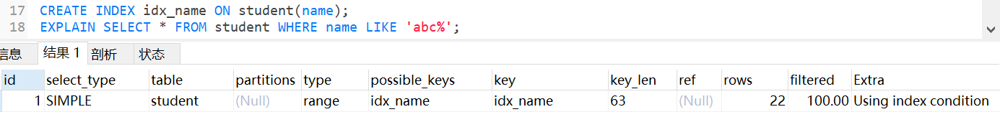 17 CREATE INDEX idx_name ON student(name);
18 EXPLAIN SELECT * FROM student WHERE name LIKE 'abc%';
信息 结果 1 剖析 状态
id select_type table partitions type possible_keys key key_len ref rows filtered Extra
1 SIMPLE student (Null) range idx_name idx_name 63 (Null) 22 100.00 Using index condition